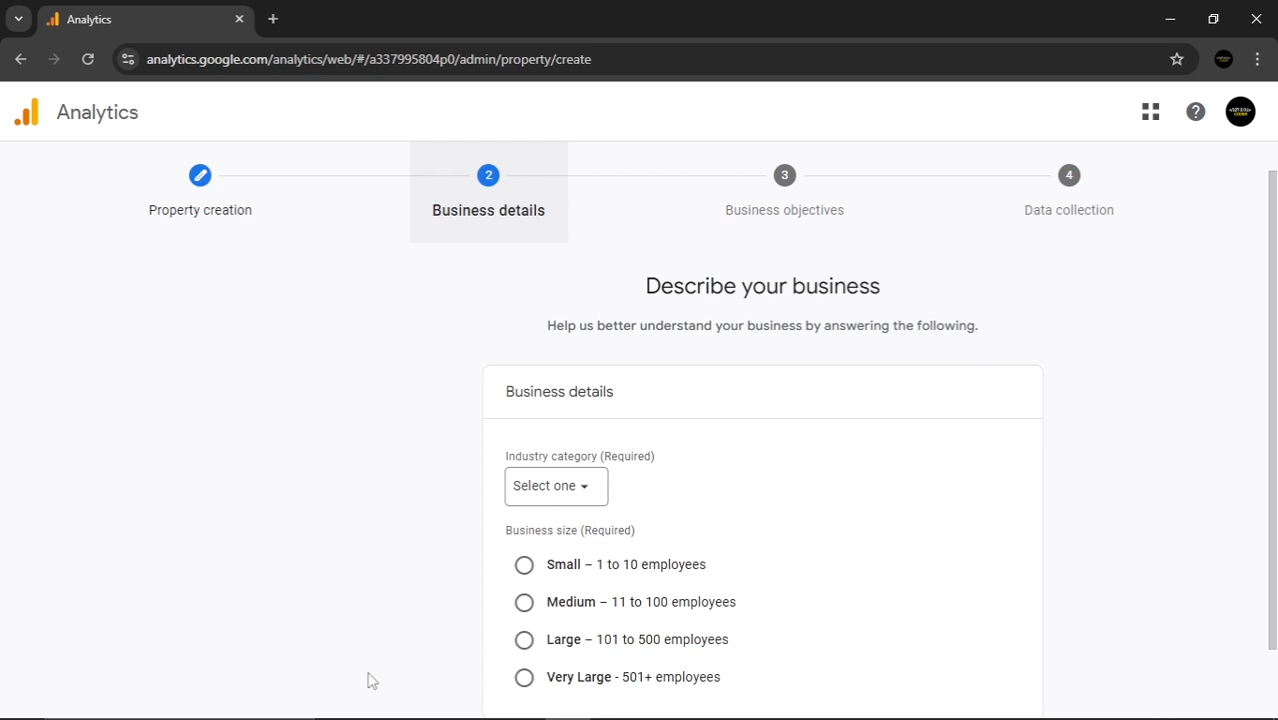 Analytics
analytics.google.com/analytics/web/#/a337995804p0/admin/property/create
Analytics
2
3
4
Property creation
Business details
Business objectives
Data collection
Describe your business
Help us better understand your business by answering the following.
Business details
Industry category (Required)
Select one
Business size (Required)
Small – 1 to 10 employees
Medium – 11 to 100 employees
Large – 101 to 500 employees
Very Large - 501+ employees